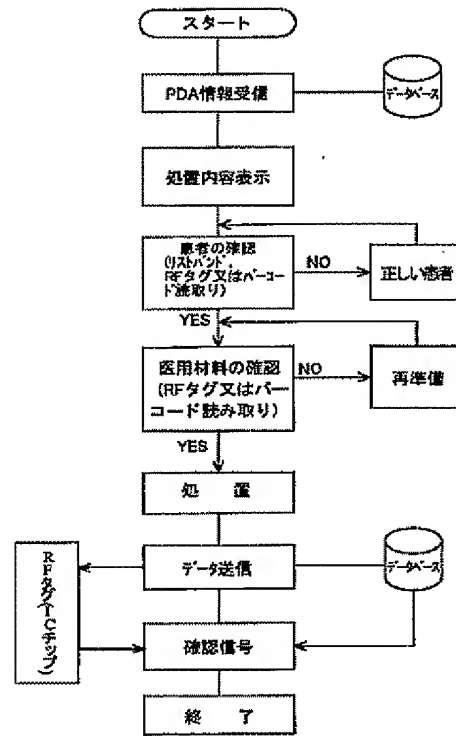 スタート
PDA情報受信
データベース
処置内容表示
患者の確認
(リストバンド、
RFタグ又はバーコー
ド読取り)
NO
正しい患者
YES
医用材料の確認
(RFタグ又はバー
コード読み取り)
NO
再準備
YES
処 置
RFタグ(ICチップ)
データ送信
データベース
確認信号
終 了